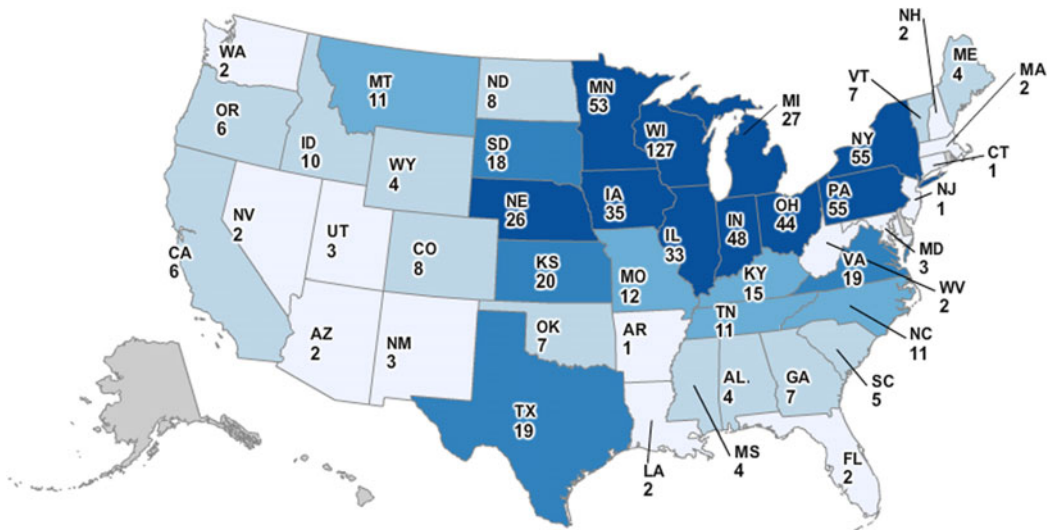 WA
2
OR
6
CA
6
ID
10
NV
2
MT
11
WY
4
UT
3
AZ
2
CO
8
NM
3
ND
8
SD
18
NE
26
KS
20
OK
7
TX
19
MN
53
IA
35
MO
12
AR
1
LA
2
WI
127
IL
33
MS
4
MI
27
IN
48
OH
44
KY
15
TN
11
AL.
4
GA
7
FL
2
SC
5
NC
11
VA
19
WV
2
MD
3
PA
55
NY
55
NJ
1
CT
1
MA
2
VT
7
NH
2
ME
4